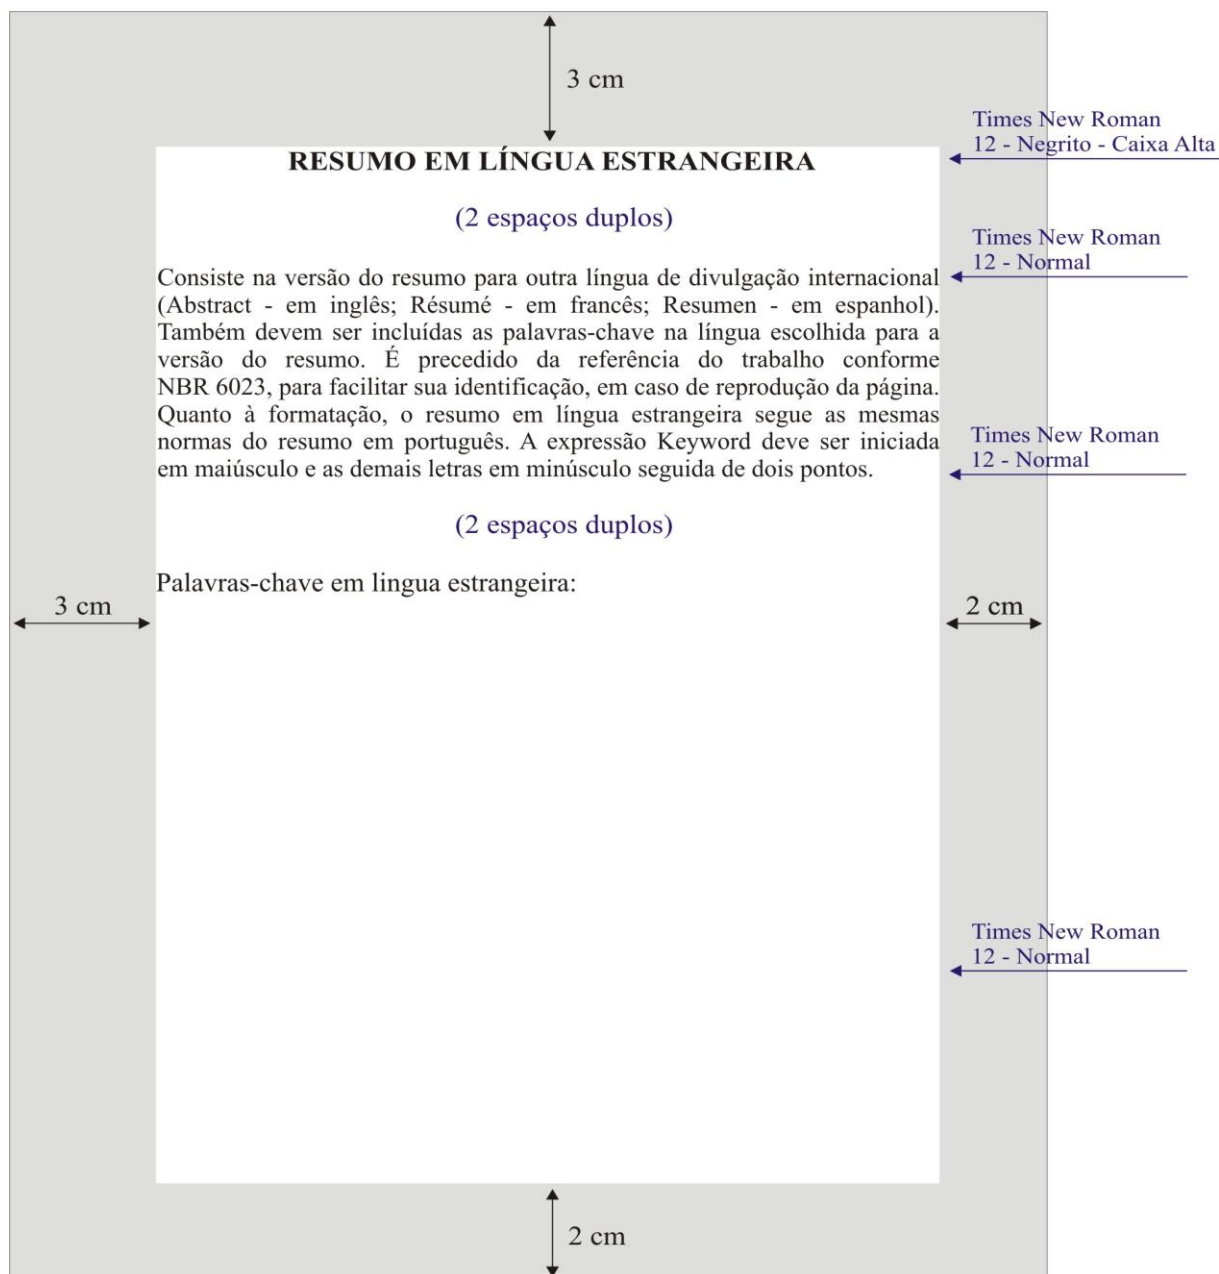 3 cm
Times New Roman
12 - Negrito - Caixa Alta
RESUMO EM LÍNGUA ESTRANGEIRA
(2 espaços duplos)
Times New Roman
12 - Normal
Consiste na versão do resumo para outra língua de divulgação internacional
(Abstract - em inglês; Résumé - em francês; Resumen - em espanhol).
Também devem ser incluídas as palavras-chave na língua escolhida para a
versão do resumo. É precedido da referência do trabalho conforme
NBR 6023, para facilitar sua identificação, em caso de reprodução da página.
Quanto à formatação, o resumo em língua estrangeira segue as mesmas
normas do resumo em português. A expressão Keyword deve ser iniciada
em maiúsculo e as demais letras em minúsculo seguida de dois pontos.
Times New Roman
12 - Normal
(2 espaços duplos)
Palavras-chave em lingua estrangeira:
3 cm
2 cm
Times New Roman
12 - Normal
2 cm